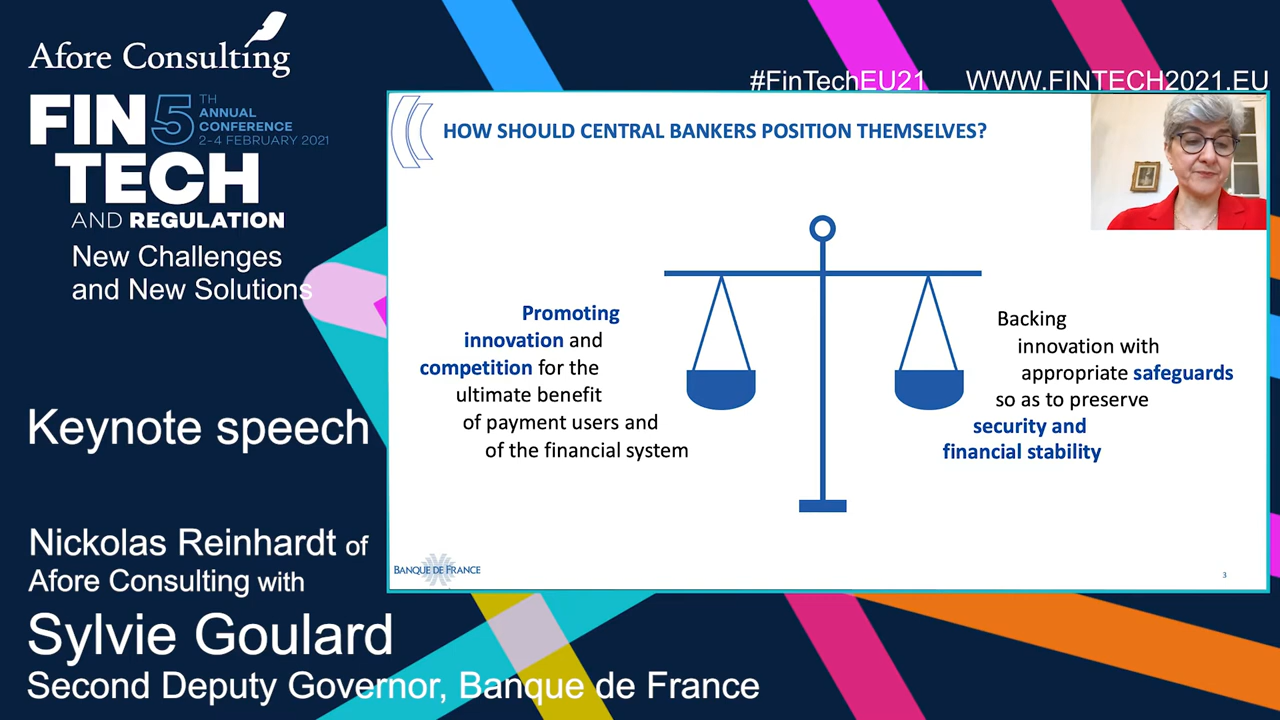 Afore Consulting
FIN 5TH ANNUAL CONFERENCE
2-4 FEBRUARY 2021
TECH
AND REGULATION
New Challenges
and New Solutions
#FinTechEU21 WWW.FINTECH2021.EU
HOW SHOULD CENTRAL BANKERS POSITION THEMSELVES?
Promoting
innovation and
competition for the
ultimate benefit
of payment users and
of the financial system
Backing
innovation with
appropriate safeguards
so as to preserve
security and
financial stability
BANQUE DE FRANCE
3
Keynote speech
Nickolas Reinhardt of
Afore Consulting with
Sylvie Goulard
Second Deputy Governor, Banque de France